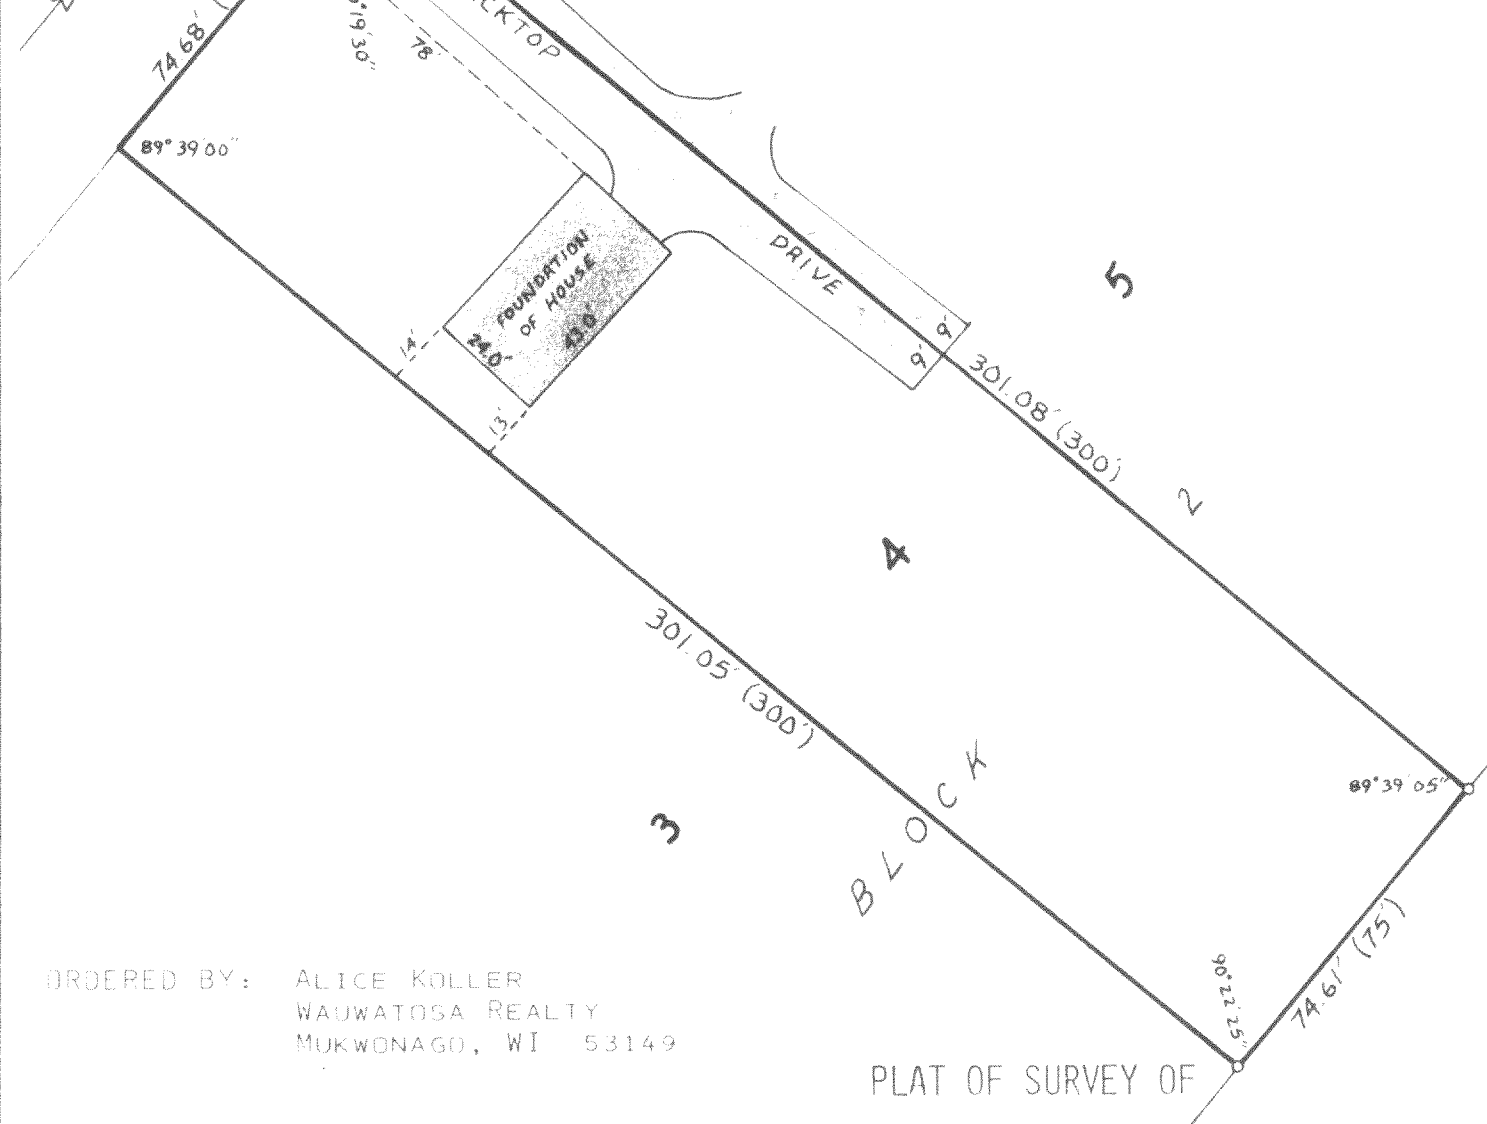 74.68'
19'30"
78'
CKTOP
89°39'00"
FOUNDATION
OF HOUSE
24.0'
43.0'
14'
13'
DRIVE
9'
9'
5
301.08' (300')
2
4
301.05' (300')
BLOCK
3
89°39'05"
90°22'25"
74.61' (75')
ORDERED BY: ALICE KOLLER
WAUWATOSA REALTY
MUKWONAGO, WI 53149
PLAT OF SURVEY OF